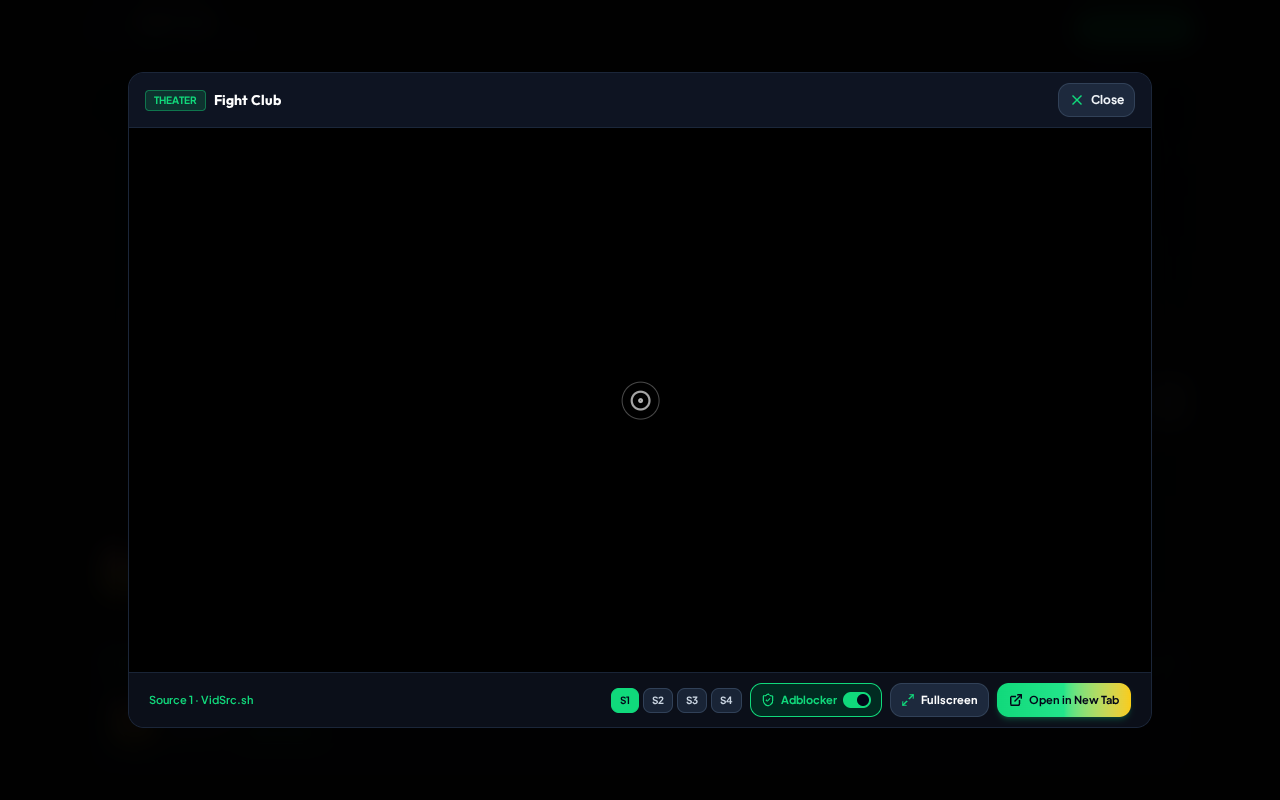 THEATER
Fight Club
Close
Source 1 · VidSrc.sh
S1
S2
S3
S4
Adblocker
Fullscreen
Open in New Tab